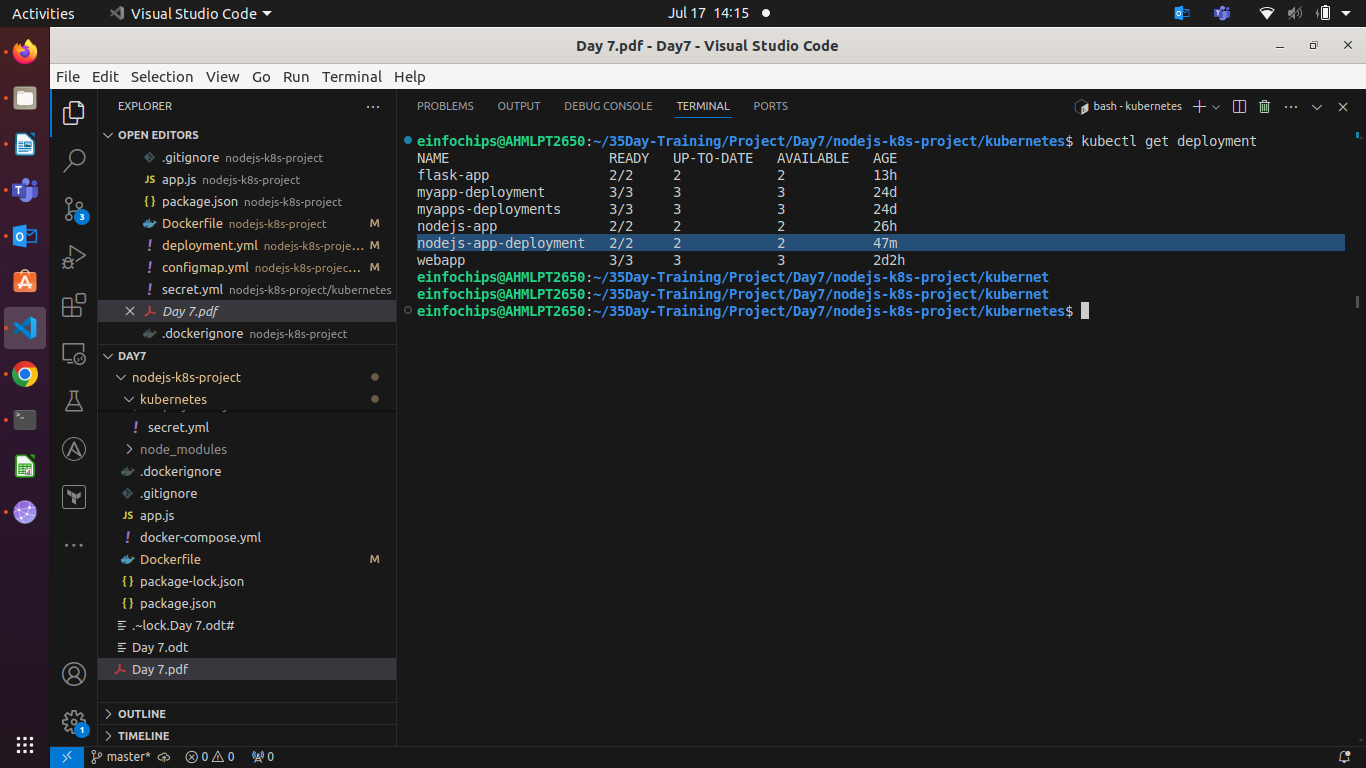 Activities
Visual Studio Code
Jul 17 14:15
Day 7.pdf - Day7 - Visual Studio Code
File Edit Selection View Go Run Terminal Help
EXPLORER
OPEN EDITORS
.gitignore nodejs-k8s-project
JS app.js nodejs-k8s-project
{} package.json nodejs-k8s-project
Dockerfile nodejs-k8s-project M
! deployment.yml nodejs-k8s-proje... M
! configmap.yml nodejs-k8s-projec... M
! secret.yml nodejs-k8s-project/kubernetes
Day 7.pdf
.dockerignore nodejs-k8s-project
DAY7
nodejs-k8s-project
kubernetes
! secret.yml
node_modules
.dockerignore
.gitignore
JS app.js
! docker-compose.yml
Dockerfile M
{} package-lock.json
{} package.json
.~lock.Day 7.odt#
Day 7.odt
Day 7.pdf
OUTLINE
TIMELINE
3
1
PROBLEMS OUTPUT DEBUG CONSOLE TERMINAL PORTS
bash - kubernetes
einfochips@AHMLPT2650:~/35Day-Training/Project/Day7/nodejs-k8s-project/kubernetes$ kubectl get deployment
NAME READY UP-TO-DATE AVAILABLE AGE
flask-app 2/2 2 2 13h
myapp-deployment 3/3 3 3 24d
myapps-deployments 3/3 3 3 24d
nodejs-app 2/2 2 2 26h
nodejs-app-deployment 2/2 2 2 47m
webapp 3/3 3 3 2d2h
einfochips@AHMLPT2650:~/35Day-Training/Project/Day7/nodejs-k8s-project/kubernet
einfochips@AHMLPT2650:~/35Day-Training/Project/Day7/nodejs-k8s-project/kubernet
einfochips@AHMLPT2650:~/35Day-Training/Project/Day7/nodejs-k8s-project/kubernetes$
master* 0 0 0